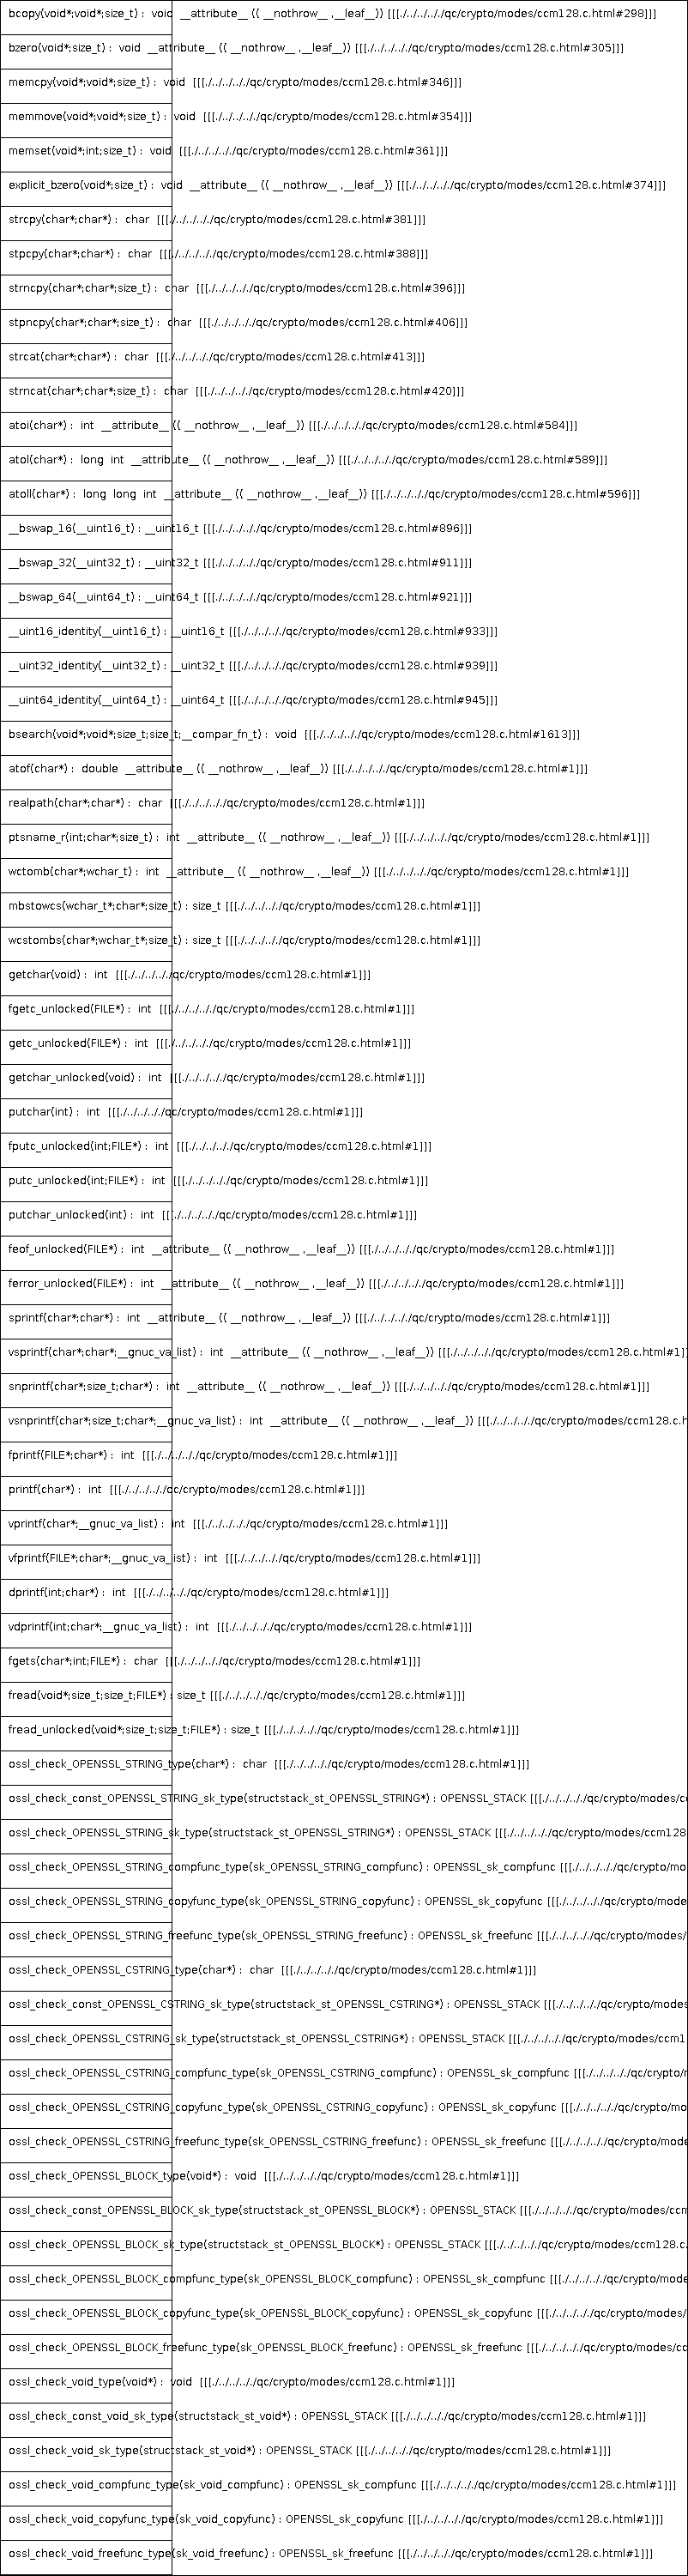 bcopy(void*;void*;size_t) :  void  __attribute__ (( __nothrow__ ,__leaf__)) [[[./../../../qc/crypto/modes/ccm128.c.html#298]]]
bzero(void*;size_t) :  void  __attribute__ (( __nothrow__ ,__leaf__)) [[[./../../../qc/crypto/modes/ccm128.c.html#305]]]
memcpy(void*;void*;size_t) :  void  [[[./../../../qc/crypto/modes/ccm128.c.html#346]]]
memmove(void*;void*;size_t) :  void  [[[./../../../qc/crypto/modes/ccm128.c.html#354]]]
memset(void*;int;size_t) :  void  [[[./../../../qc/crypto/modes/ccm128.c.html#361]]]
explicit_bzero(void*;size_t) :  void  __attribute__ (( __nothrow__ ,__leaf__)) [[[./../../../qc/crypto/modes/ccm128.c.html#374]]]
strcpy(char*;char*) :  char  [[[./../../../qc/crypto/modes/ccm128.c.html#381]]]
stpcpy(char*;char*) :  char  [[[./../../../qc/crypto/modes/ccm128.c.html#388]]]
strncpy(char*;char*;size_t) :  char  [[[./../../../qc/crypto/modes/ccm128.c.html#396]]]
stpncpy(char*;char*;size_t) :  char  [[[./../../../qc/crypto/modes/ccm128.c.html#406]]]
strcat(char*;char*) :  char  [[[./../../../qc/crypto/modes/ccm128.c.html#413]]]
strncat(char*;char*;size_t) :  char  [[[./../../../qc/crypto/modes/ccm128.c.html#420]]]
atoi(char*) :  int  __attribute__ (( __nothrow__ ,__leaf__)) [[[./../../../qc/crypto/modes/ccm128.c.html#584]]]
atol(char*) :  long  int  __attribute__ (( __nothrow__ ,__leaf__)) [[[./../../../qc/crypto/modes/ccm128.c.html#589]]]
atoll(char*) :  long  long  int  __attribute__ (( __nothrow__ ,__leaf__)) [[[./../../../qc/crypto/modes/ccm128.c.html#596]]]
__bswap_16(__uint16_t) : __uint16_t [[[./../../../qc/crypto/modes/ccm128.c.html#896]]]
__bswap_32(__uint32_t) : __uint32_t [[[./../../../qc/crypto/modes/ccm128.c.html#911]]]
__bswap_64(__uint64_t) : __uint64_t [[[./../../../qc/crypto/modes/ccm128.c.html#921]]]
__uint16_identity(__uint16_t) : __uint16_t [[[./../../../qc/crypto/modes/ccm128.c.html#933]]]
__uint32_identity(__uint32_t) : __uint32_t [[[./../../../qc/crypto/modes/ccm128.c.html#939]]]
__uint64_identity(__uint64_t) : __uint64_t [[[./../../../qc/crypto/modes/ccm128.c.html#945]]]
bsearch(void*;void*;size_t;size_t;__compar_fn_t) :  void  [[[./../../../qc/crypto/modes/ccm128.c.html#1613]]]
atof(char*) :  double  __attribute__ (( __nothrow__ ,__leaf__)) [[[./../../../qc/crypto/modes/ccm128.c.html#1]]]
realpath(char*;char*) :  char  [[[./../../../qc/crypto/modes/ccm128.c.html#1]]]
ptsname_r(int;char*;size_t) :  int  __attribute__ (( __nothrow__ ,__leaf__)) [[[./../../../qc/crypto/modes/ccm128.c.html#1]]]
wctomb(char*;wchar_t) :  int  __attribute__ (( __nothrow__ ,__leaf__)) [[[./../../../qc/crypto/modes/ccm128.c.html#1]]]
mbstowcs(wchar_t*;char*;size_t) : size_t [[[./../../../qc/crypto/modes/ccm128.c.html#1]]]
wcstombs(char*;wchar_t*;size_t) : size_t [[[./../../../qc/crypto/modes/ccm128.c.html#1]]]
getchar(void) :  int  [[[./../../../qc/crypto/modes/ccm128.c.html#1]]]
fgetc_unlocked(FILE*) :  int  [[[./../../../qc/crypto/modes/ccm128.c.html#1]]]
getc_unlocked(FILE*) :  int  [[[./../../../qc/crypto/modes/ccm128.c.html#1]]]
getchar_unlocked(void) :  int  [[[./../../../qc/crypto/modes/ccm128.c.html#1]]]
putchar(int) :  int  [[[./../../../qc/crypto/modes/ccm128.c.html#1]]]
fputc_unlocked(int;FILE*) :  int  [[[./../../../qc/crypto/modes/ccm128.c.html#1]]]
putc_unlocked(int;FILE*) :  int  [[[./../../../qc/crypto/modes/ccm128.c.html#1]]]
putchar_unlocked(int) :  int  [[[./../../../qc/crypto/modes/ccm128.c.html#1]]]
feof_unlocked(FILE*) :  int  __attribute__ (( __nothrow__ ,__leaf__)) [[[./../../../qc/crypto/modes/ccm128.c.html#1]]]
ferror_unlocked(FILE*) :  int  __attribute__ (( __nothrow__ ,__leaf__)) [[[./../../../qc/crypto/modes/ccm128.c.html#1]]]
sprintf(char*;char*) :  int  __attribute__ (( __nothrow__ ,__leaf__)) [[[./../../../qc/crypto/modes/ccm128.c.html#1]]]
vsprintf(char*;char*;__gnuc_va_list) :  int  __attribute__ (( __nothrow__ ,__leaf__)) [[[./../../../qc/crypto/modes/ccm128.c.html#1]]]
snprintf(char*;size_t;char*) :  int  __attribute__ (( __nothrow__ ,__leaf__)) [[[./../../../qc/crypto/modes/ccm128.c.html#1]]]
vsnprintf(char*;size_t;char*;__gnuc_va_list) :  int  __attribute__ (( __nothrow__ ,__leaf__)) [[[./../../../qc/crypto/modes/ccm128.c.h
fprintf(FILE*;char*) :  int  [[[./../../../qc/crypto/modes/ccm128.c.html#1]]]
printf(char*) :  int  [[[./../../../qc/crypto/modes/ccm128.c.html#1]]]
vprintf(char*;__gnuc_va_list) :  int  [[[./../../../qc/crypto/modes/ccm128.c.html#1]]]
vfprintf(FILE*;char*;__gnuc_va_list) :  int  [[[./../../../qc/crypto/modes/ccm128.c.html#1]]]
dprintf(int;char*) :  int  [[[./../../../qc/crypto/modes/ccm128.c.html#1]]]
vdprintf(int;char*;__gnuc_va_list) :  int  [[[./../../../qc/crypto/modes/ccm128.c.html#1]]]
fgets(char*;int;FILE*) :  char  [[[./../../../qc/crypto/modes/ccm128.c.html#1]]]
fread(void*;size_t;size_t;FILE*) : size_t [[[./../../../qc/crypto/modes/ccm128.c.html#1]]]
fread_unlocked(void*;size_t;size_t;FILE*) : size_t [[[./../../../qc/crypto/modes/ccm128.c.html#1]]]
ossl_check_OPENSSL_STRING_type(char*) :  char  [[[./../../../qc/crypto/modes/ccm128.c.html#1]]]
ossl_check_const_OPENSSL_STRING_sk_type(structstack_st_OPENSSL_STRING*) : OPENSSL_STACK [[[./../../../qc/crypto/modes/cc
ossl_check_OPENSSL_STRING_sk_type(structstack_st_OPENSSL_STRING*) : OPENSSL_STACK [[[./../../../qc/crypto/modes/ccm128
ossl_check_OPENSSL_STRING_compfunc_type(sk_OPENSSL_STRING_compfunc) : OPENSSL_sk_compfunc [[[./../../../qc/crypto/mo
ossl_check_OPENSSL_STRING_copyfunc_type(sk_OPENSSL_STRING_copyfunc) : OPENSSL_sk_copyfunc [[[./../../../qc/crypto/mode
ossl_check_OPENSSL_STRING_freefunc_type(sk_OPENSSL_STRING_freefunc) : OPENSSL_sk_freefunc [[[./../../../qc/crypto/modes/
ossl_check_OPENSSL_CSTRING_type(char*) :  char  [[[./../../../qc/crypto/modes/ccm128.c.html#1]]]
ossl_check_const_OPENSSL_CSTRING_sk_type(structstack_st_OPENSSL_CSTRING*) : OPENSSL_STACK [[[./../../../qc/crypto/modes
ossl_check_OPENSSL_CSTRING_sk_type(structstack_st_OPENSSL_CSTRING*) : OPENSSL_STACK [[[./../../../qc/crypto/modes/ccm1
ossl_check_OPENSSL_CSTRING_compfunc_type(sk_OPENSSL_CSTRING_compfunc) : OPENSSL_sk_compfunc [[[./../../../qc/crypto/r
ossl_check_OPENSSL_CSTRING_copyfunc_type(sk_OPENSSL_CSTRING_copyfunc) : OPENSSL_sk_copyfunc [[[./../../../qc/crypto/mo
ossl_check_OPENSSL_CSTRING_freefunc_type(sk_OPENSSL_CSTRING_freefunc) : OPENSSL_sk_freefunc [[[./../../../qc/crypto/mode
ossl_check_OPENSSL_BLOCK_type(void*) :  void  [[[./../../../qc/crypto/modes/ccm128.c.html#1]]]
ossl_check_const_OPENSSL_BLOCK_sk_type(structstack_st_OPENSSL_BLOCK*) : OPENSSL_STACK [[[./../../../qc/crypto/modes/ccm
ossl_check_OPENSSL_BLOCK_sk_type(structstack_st_OPENSSL_BLOCK*) : OPENSSL_STACK [[[./../../../qc/crypto/modes/ccm128.c.
ossl_check_OPENSSL_BLOCK_compfunc_type(sk_OPENSSL_BLOCK_compfunc) : OPENSSL_sk_compfunc [[[./../../../qc/crypto/mode
ossl_check_OPENSSL_BLOCK_copyfunc_type(sk_OPENSSL_BLOCK_copyfunc) : OPENSSL_sk_copyfunc [[[./../../../qc/crypto/modes/
ossl_check_OPENSSL_BLOCK_freefunc_type(sk_OPENSSL_BLOCK_freefunc) : OPENSSL_sk_freefunc [[[./../../../qc/crypto/modes/cc
ossl_check_void_type(void*) :  void  [[[./../../../qc/crypto/modes/ccm128.c.html#1]]]
ossl_check_const_void_sk_type(structstack_st_void*) : OPENSSL_STACK [[[./../../../qc/crypto/modes/ccm128.c.html#1]]]
ossl_check_void_sk_type(structstack_st_void*) : OPENSSL_STACK [[[./../../../qc/crypto/modes/ccm128.c.html#1]]]
ossl_check_void_compfunc_type(sk_void_compfunc) : OPENSSL_sk_compfunc [[[./../../../qc/crypto/modes/ccm128.c.html#1]]]
ossl_check_void_copyfunc_type(sk_void_copyfunc) : OPENSSL_sk_copyfunc [[[./../../../qc/crypto/modes/ccm128.c.html#1]]]
ossl_check_void_freefunc_type(sk_void_freefunc) : OPENSSL_sk_freefunc [[[./../../../qc/crypto/modes/ccm128.c.html#1]]]